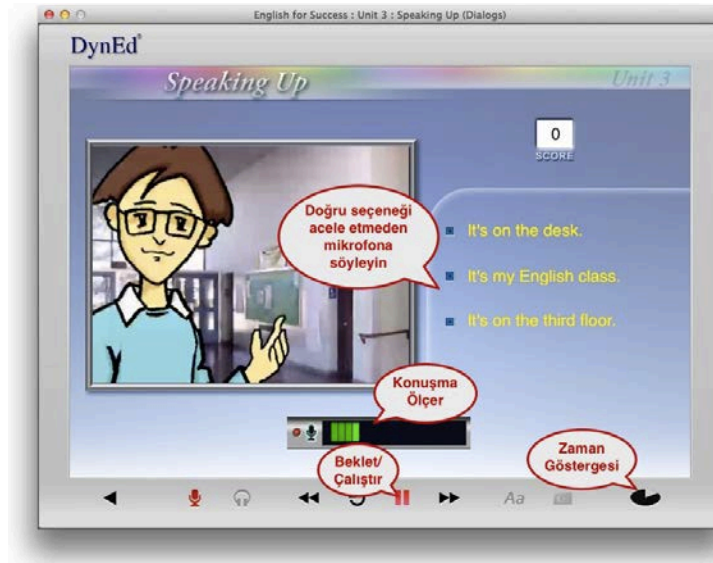 English for Success : Unit 3 : Speaking Up (Dialogs)
DynEd®
Speaking Up
Unit 3
0
SCORE
Doğru seçeneği
acele etmeden
mikrofona
söyleyin
It's on the desk.
It's my English class.
It's on the third floor.
Konuşma
Ölçer
Beklet/
Çalıştır
Zaman
Göstergesi
Aa